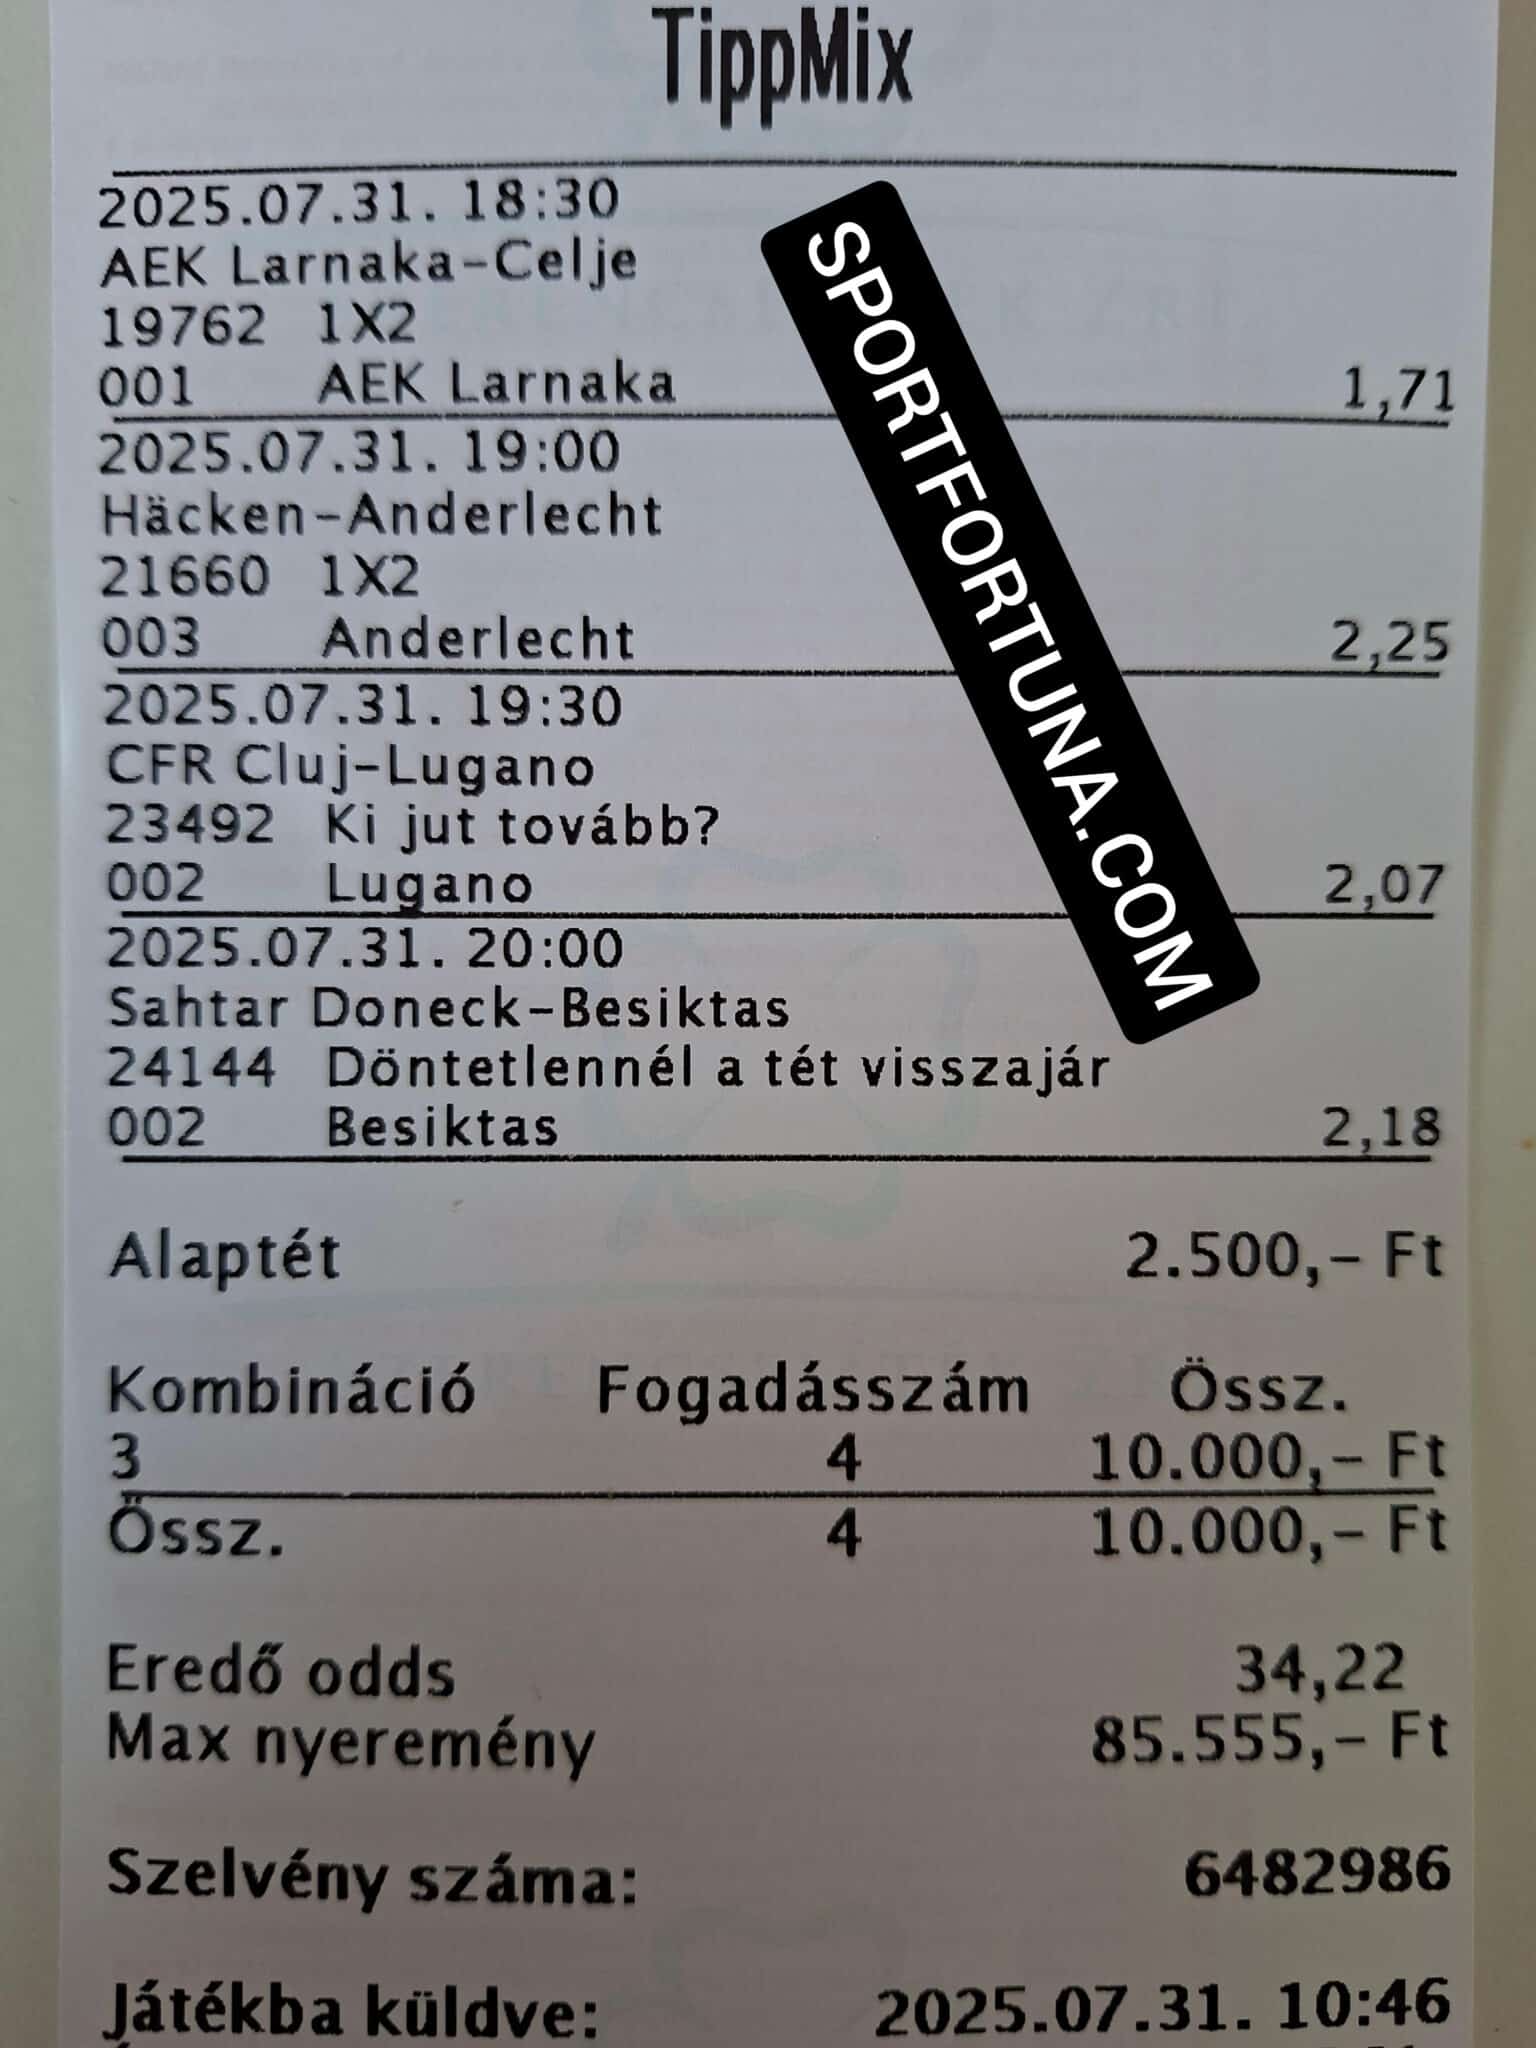 TippMix
2025.07.31. 18:30
AEK Larnaka-Celje
19762 1X2
001 AEK Larnaka 1,71
2025.07.31. 19:00
Häcken-Anderlecht
21660 1X2
003 Anderlecht 2,25
2025.07.31. 19:30
CFR Cluj-Lugano
23492 Ki jut tovább?
002 Lugano 2,07
2025.07.31. 20:00
Sahtar Doneck-Besiktas
24144 Döntetlennél a tét visszajár
002 Besiktas 2,18
SPORTFORTUNA.COM
Alaptét 2.500,- Ft
Kombináció Fogadásszám Össz.
3 4 10.000,- Ft
Össz. 4 10.000,- Ft
Eredő odds 34,22
Max nyeremény 85.555,- Ft
Szelvény száma: 6482986
Játékba küldve: 2025.07.31. 10:46